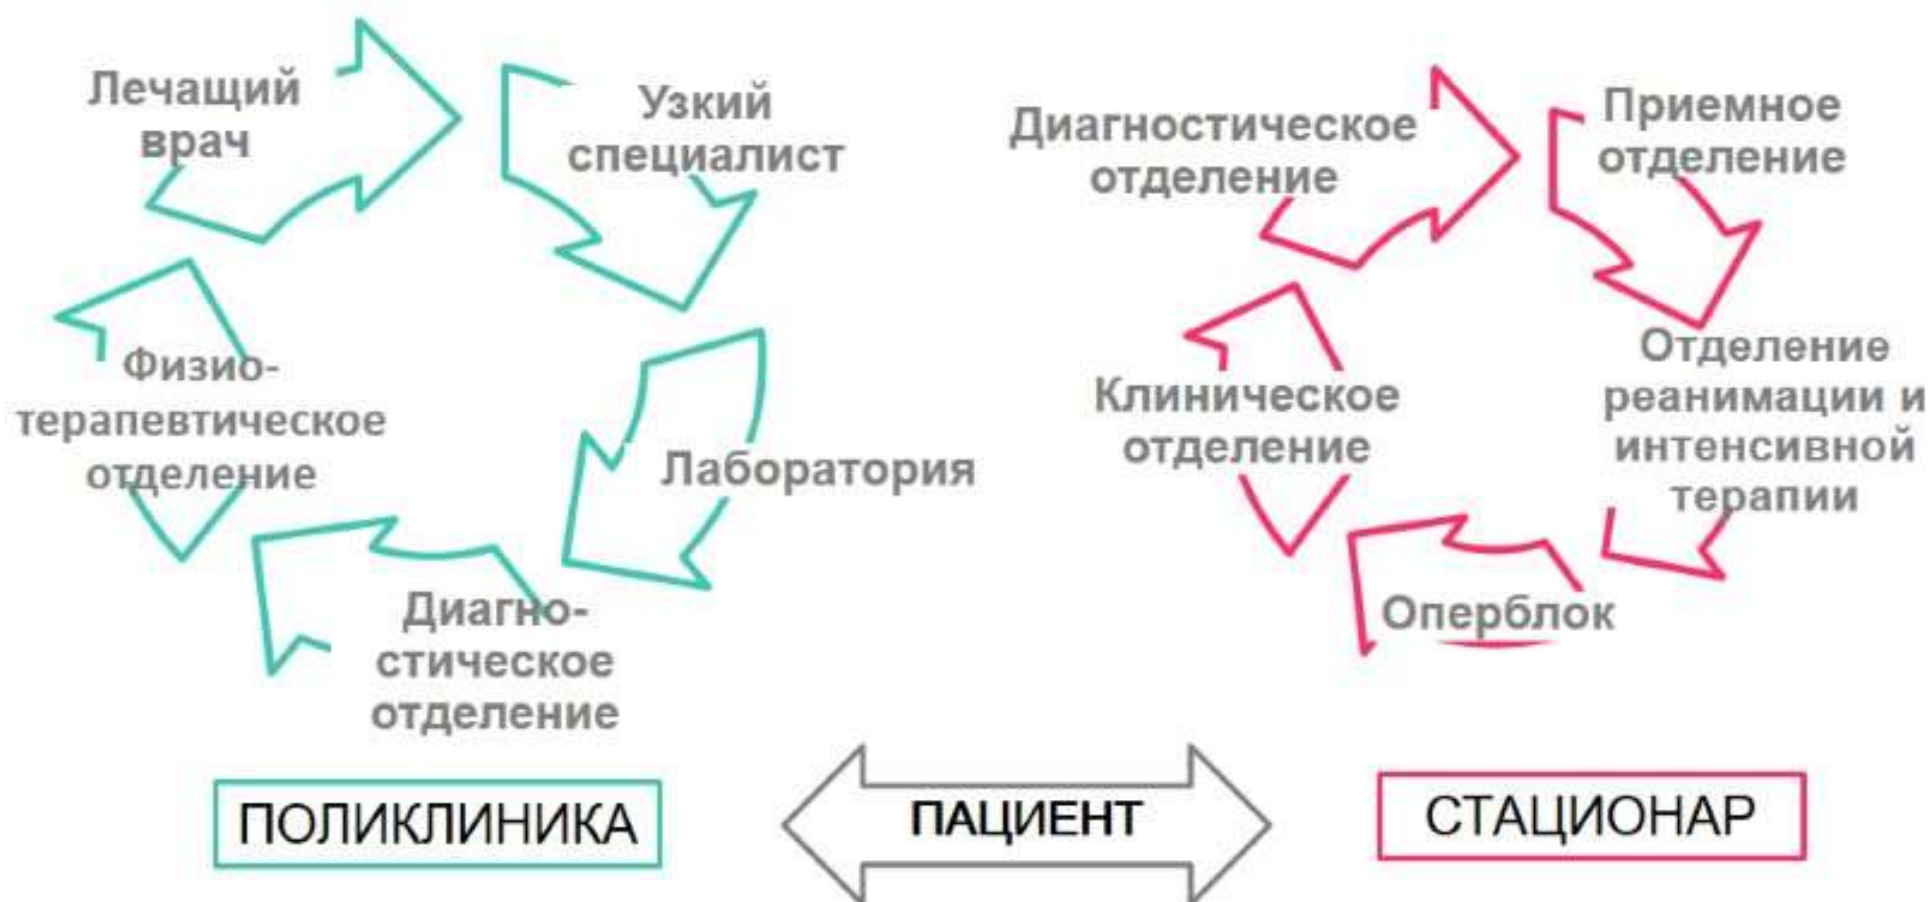 Лечащий
врач
Узкий
специалист
Лаборатория
Диагно-
стическое
отделение
Физио-
терапевтическое
отделение
ПОЛИКЛИНИКА
ПАЦИЕНТ
Диагностическое
отделение
Приемное
отделение
Отделение
реанимации и
интенсивной
терапии
Оперблок
Клиническое
отделение
СТАЦИОНАР